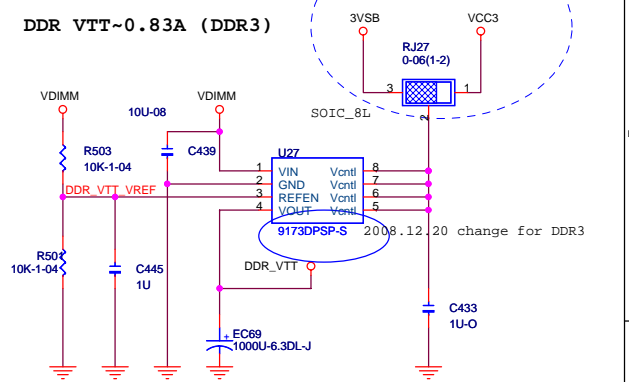 DDR VTT~0.83A (DDR3)
3VSB
VCC3
RJ27
0-06(1-2)
3
1
2
SOIC_8L
VDIMM
VDIMM
10U-08
C439
R503
10K-1-04
U27
1 VIN Vcntl 8
2 GND Vcntl 7
3 REFEN Vcntl 6
4 VOUT Vcntl 5
DDR_VTT_VREF
9173DPSP-S
2008.12.20 change for DDR3
R501
10K-1-04
C445
1U
DDR_VTT
C433
1U-O
+ EC69
1000U-6.3DL-J